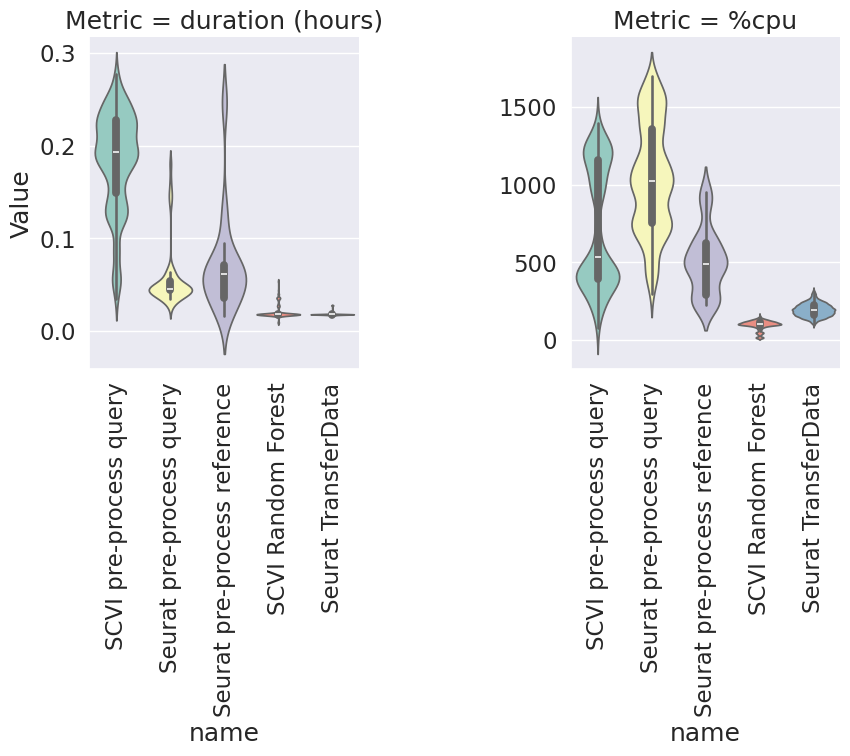 Metric = duration (hours)
Metric = %cpu
Value
0.3
0.2
0.1
0.0
1500
1000
500
0
SCVI pre-process query
Seurat pre-process query
Seurat pre-process reference
SCVI Random Forest
Seurat TransferData
SCVI pre-process query
Seurat pre-process query
Seurat pre-process reference
SCVI Random Forest
Seurat TransferData
name
name